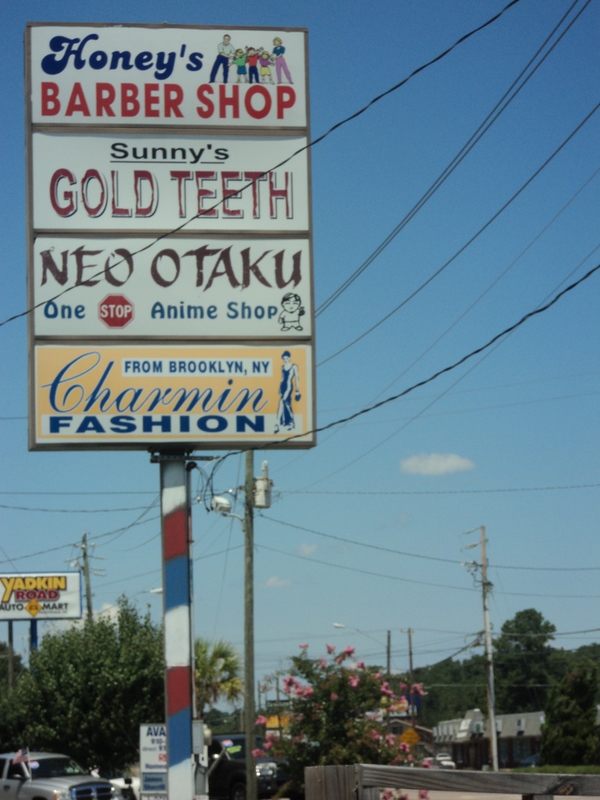 Honey's
BARBER SHOP
Sunny's
GOLD TEETH
NEO OTAKU
One STOP Anime Shop
FROM BROOKLYN, NY
Charmin
FASHION
YADKIN
ROAD
AUTO MART
AVA